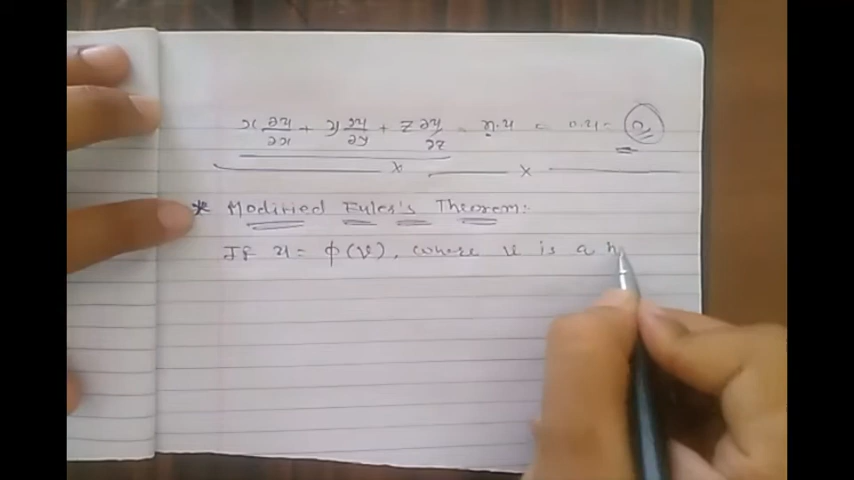 x ∂u/∂x + y ∂u/∂y + z ∂u/∂z = n.u = 0.u = 0
* Modified Euler's Theorem:
If u = φ(v), where v is a h